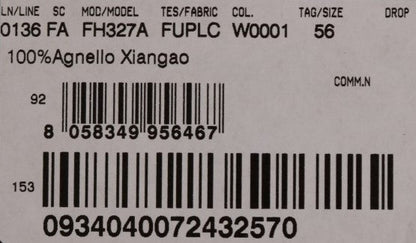 LN/LINE SC MOD/MODEL TES/FABRIC COL. TAG/SIZE DROP
0136 FA FH327A FUPLC W0001 56
100%Agnello Xiangao
COMM.N
92
8 058349 956467
153
0934040072432570